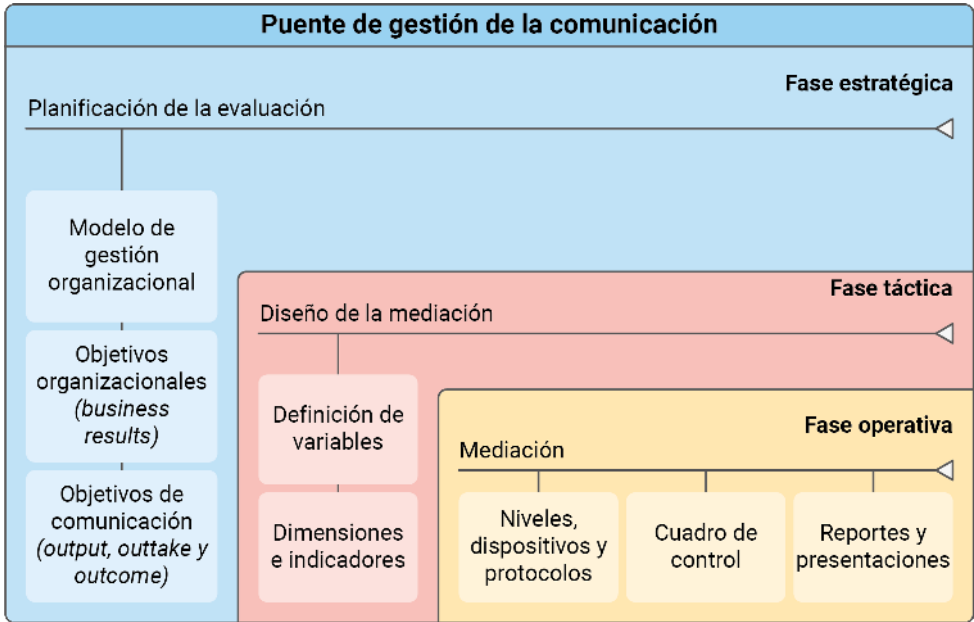 Puente de gestión de la comunicación
Fase estratégica
Planificación de la evaluación
Modelo de
gestión
organizacional
Objetivos
organizacionales
(business
results)
Objetivos de
comunicación
(output, outtake y
outcome)
Fase táctica
Diseño de la mediación
Definición de
variables
Dimensiones
e indicadores
Fase operativa
Mediación
Niveles,
dispositivos y
protocolos
Cuadro de
control
Reportes y
presentaciones